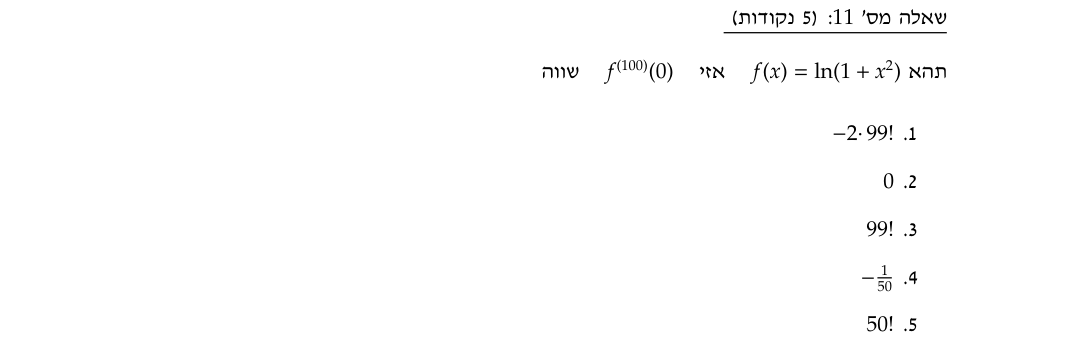 שאלה מס' 11: (5 נקודות)
תהא f(x) = ln(1 + x²) אזי f⁽¹⁰⁰⁾(0) שווה
1. −2·99!
2. 0
3. 99!
4. −1/50
5. 50!